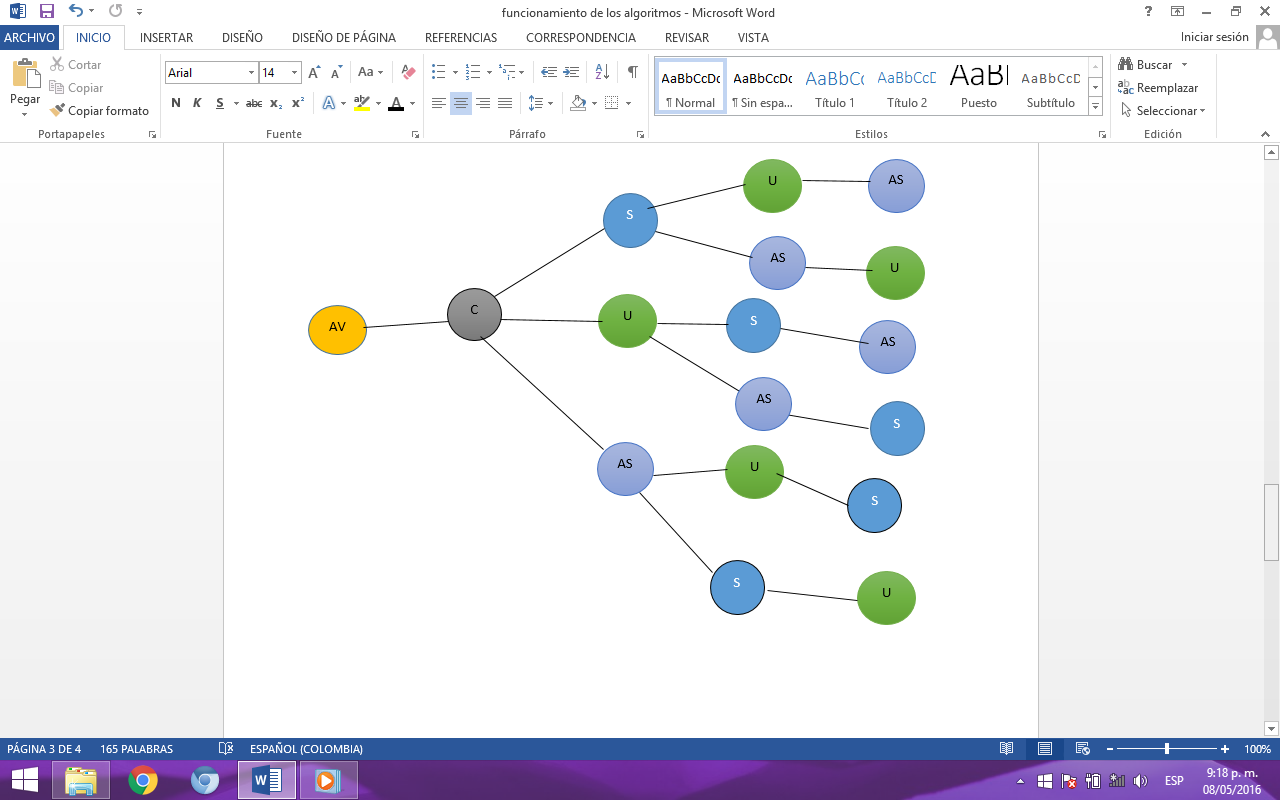 funcionamiento de los algoritmos - Microsoft Word
ARCHIVO INICIO INSERTAR DISEÑO DISEÑO DE PÁGINA REFERENCIAS CORRESPONDENCIA REVISAR VISTA Iniciar sesión
Pegar
Cortar
Copiar
Copiar formato
Portapapeles
Arial 14
N K S abc x₂ x²
Fuente
Párrafo
AaBbCcDc AaBbCcDc AaBbCc AaBbCcD AaBl AaBbCcD
¶ Normal ¶ Sin espa... Título 1 Título 2 Puesto Subtítulo
Estilos
Buscar
Reemplazar
Seleccionar
Edición
U AS
S
AS U
AV C U S AS
AS S
AS U S
S U
PÁGINA 3 DE 4 165 PALABRAS ESPAÑOL (COLOMBIA) 100%
ESP
9:18 p. m.
08/05/2016